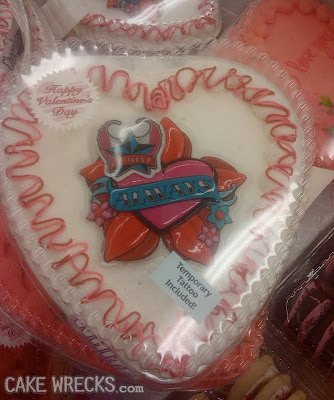 Happy
Valentine's
Day
ALWAYS
Temporary
Tattoo
Included!
CAKE WRECKS.com